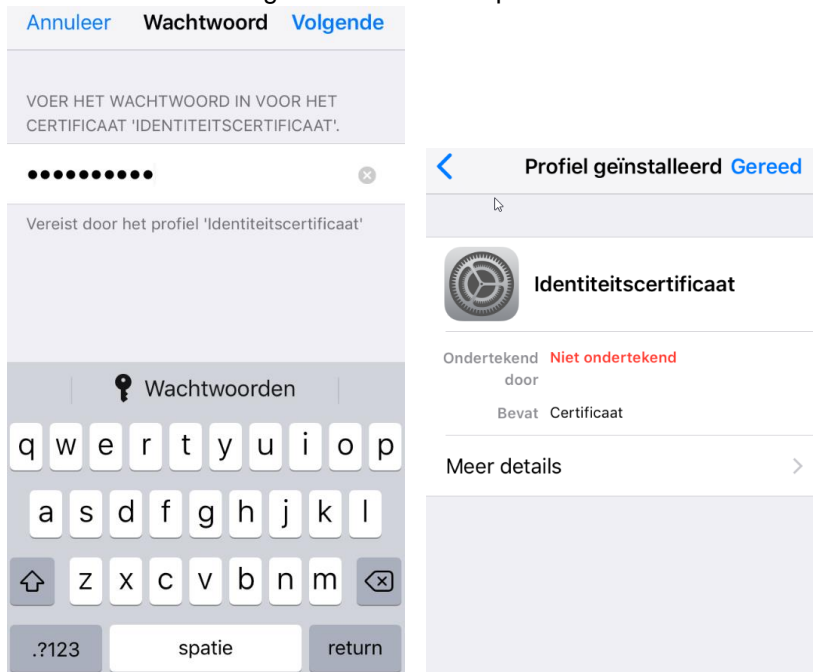 Annuleer Wachtwoord Volgende
VOER HET WACHTWOORD IN VOOR HET
CERTIFICAAT 'IDENTITEITSCERTIFICAAT'.
Vereist door het profiel 'Identiteitscertificaat'
Wachtwoorden
q w e r t y u i o p
a s d f g h j k l
z x c v b n m
.?123 spatie return
Profiel geïnstalleerd Gereed
Identiteitscertificaat
Ondertekend Niet ondertekend
door
Bevat Certificaat
Meer details